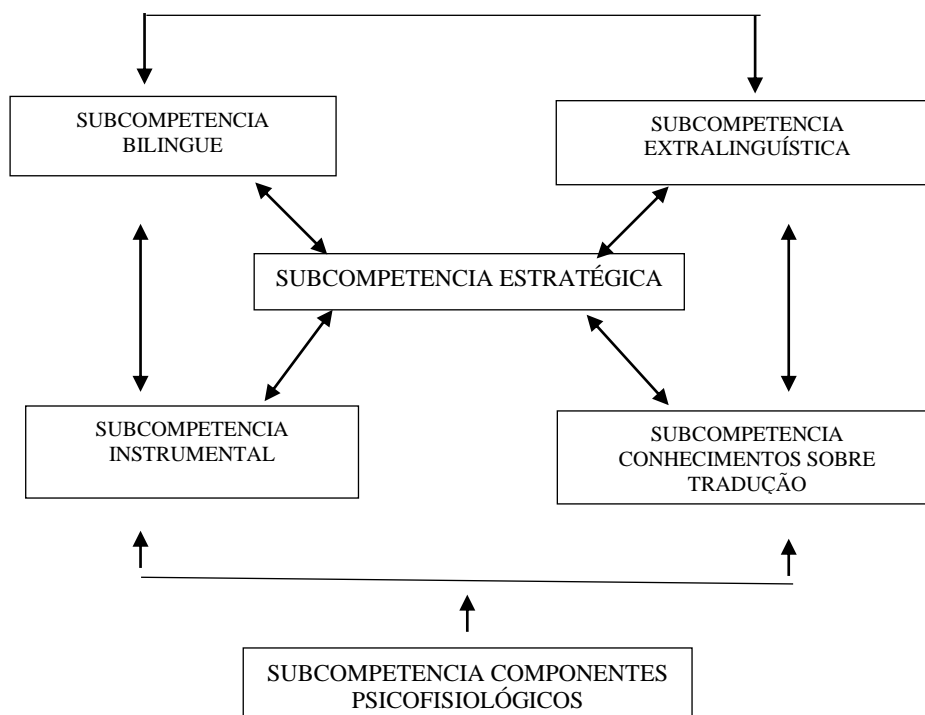 SUBCOMPETENCIA
BILINGUE
SUBCOMPETENCIA
EXTRALINGUÍSTICA
SUBCOMPETENCIA ESTRATÉGICA
SUBCOMPETENCIA
INSTRUMENTAL
SUBCOMPETENCIA
CONHECIMENTOS SOBRE
TRADUÇÃO
SUBCOMPETENCIA COMPONENTES
PSICOFISIOLÓGICOS